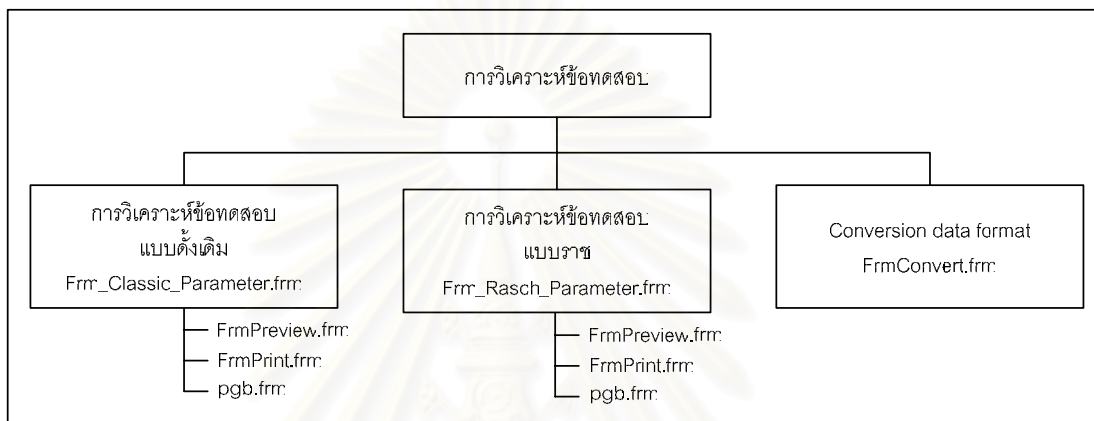 การวิเคราะห์ข้อทดสอบ
การวิเคราะห์ข้อทดสอบ
แบบดั้งเดิม
Frm_Classic_Parameter.frm
FrmPreview.frm
FrmPrint.frm
pgb.frm
การวิเคราะห์ข้อทดสอบ
แบบราช
Frm_Rasch_Parameter.frm
FrmPreview.frm
FrmPrint.frm
pgb.frm
Conversion data format
FrmConvert.frm